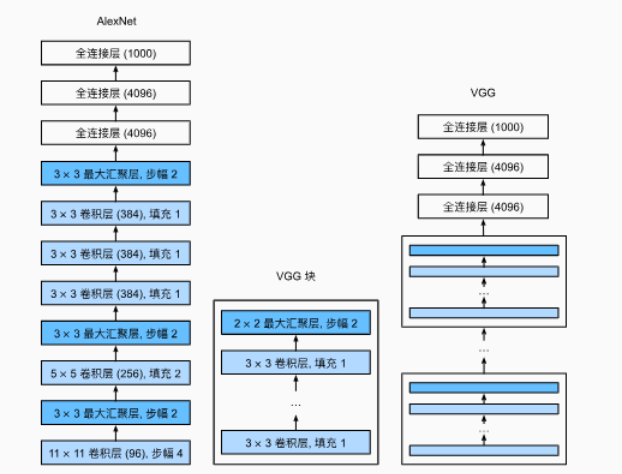 AlexNet
全连接层 (1000)
全连接层 (4096)
全连接层 (4096)
3 × 3 最大汇聚层, 步幅 2
3 × 3 卷积层 (384), 填充 1
3 × 3 卷积层 (384), 填充 1
3 × 3 卷积层 (384), 填充 1
3 × 3 最大汇聚层, 步幅 2
5 × 5 卷积层 (256), 填充 2
3 × 3 最大汇聚层, 步幅 2
11 × 11 卷积层 (96), 步幅 4
VGG 块
2 × 2 最大汇聚层, 步幅 2
3 × 3 卷积层, 填充 1
...
3 × 3 卷积层, 填充 1
VGG
全连接层 (1000)
全连接层 (4096)
全连接层 (4096)
...
...
...